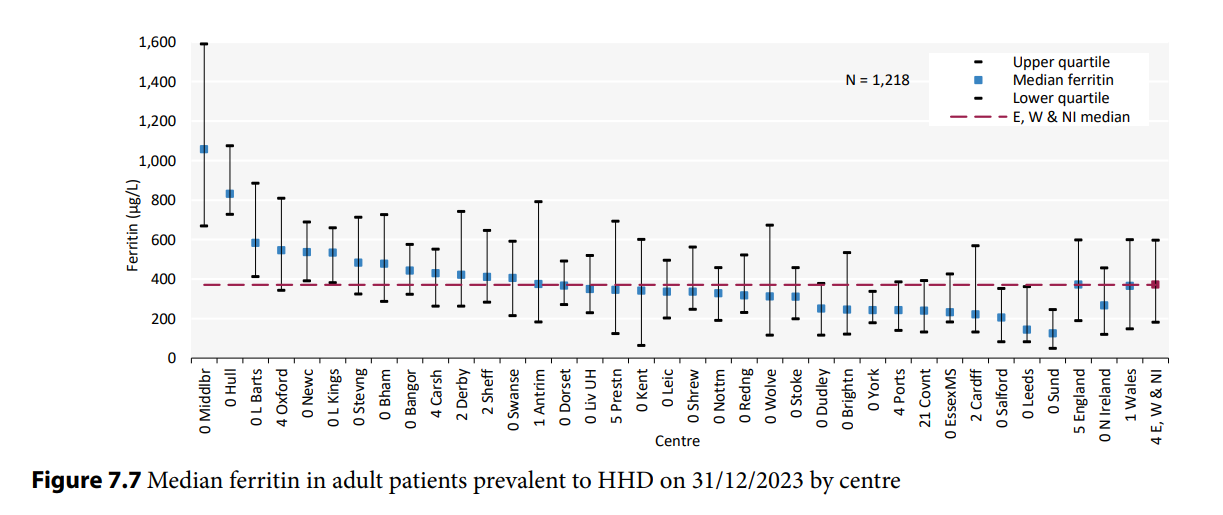 1,600
1,400
1,200
1,000
800
600
400
200
0
Ferritin (µg/L)
N = 1,218
Upper quartile
Median ferritin
Lower quartile
E, W & NI median
0 Middlbr
0 Hull
0 L Barts
4 Oxford
0 Newc
0 L Kings
0 Stevng
0 Bham
0 Bangor
4 Carsh
2 Derby
2 Sheff
0 Swanse
1 Antrim
0 Dorset
0 Liv UH
5 Prestn
0 Kent
0 Leic
0 Shrew
0 Nottm
0 Redng
0 Wolve
0 Stoke
0 Dudley
0 Brightn
0 York
4 Ports
21 Covnt
0 EssexMS
2 Cardff
0 Salford
0 Leeds
0 Sund
5 England
0 N Ireland
1 Wales
4 E, W & NI
Centre
Figure 7.7 Median ferritin in adult patients prevalent to HHD on 31/12/2023 by centre